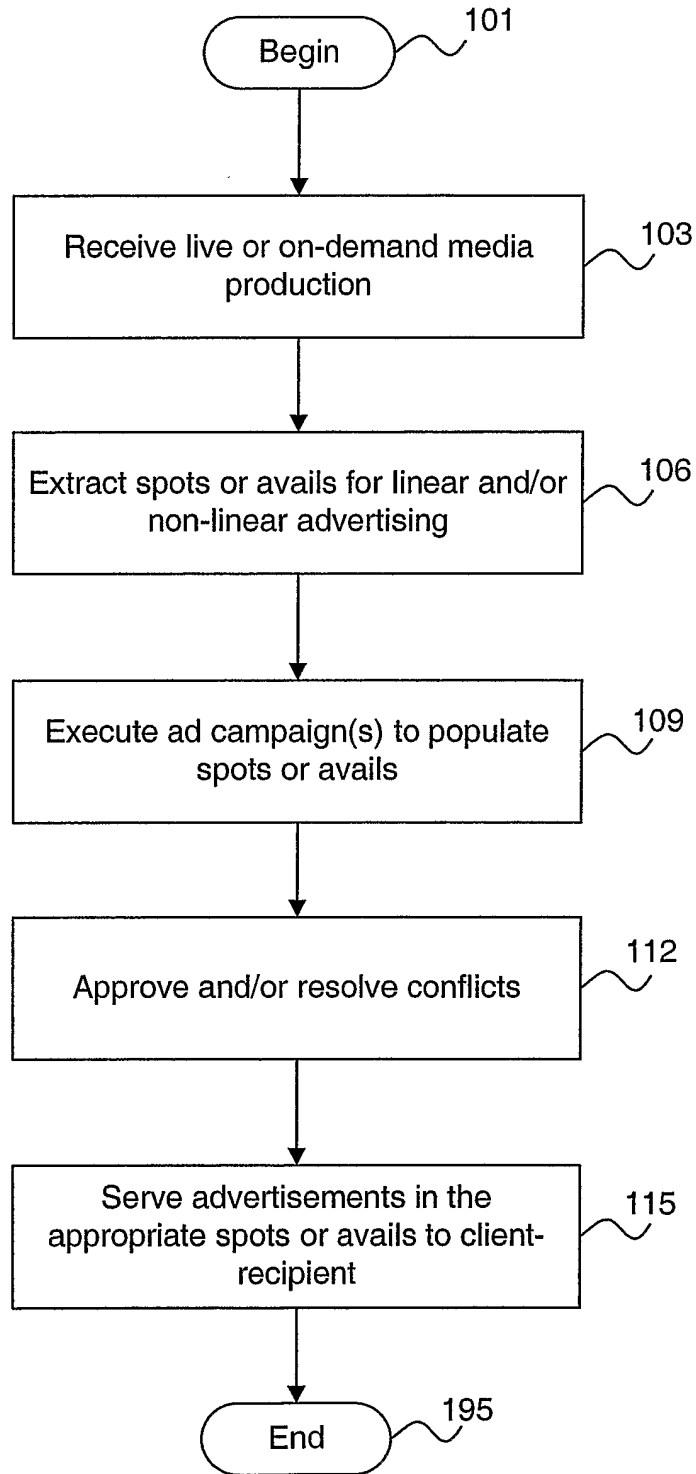 Begin
101
Receive live or on-demand media
production
103
Extract spots or avails for linear and/or
non-linear advertising
106
Execute ad campaign(s) to populate
spots or avails
109
Approve and/or resolve conflicts
112
Serve advertisements in the
appropriate spots or avails to client-
recipient
115
End
195